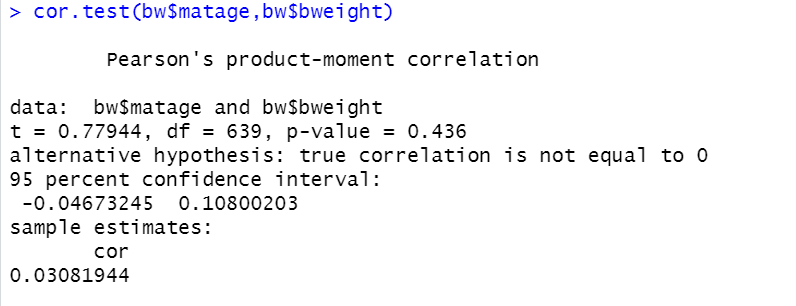 > cor.test(bw$matage,bw$bweight)
Pearson's product-moment correlation
data:  bw$matage and bw$bweight
t = 0.77944, df = 639, p-value = 0.436
alternative hypothesis: true correlation is not equal to 0
95 percent confidence interval:
-0.04673245  0.10800203
sample estimates:
cor
0.03081944